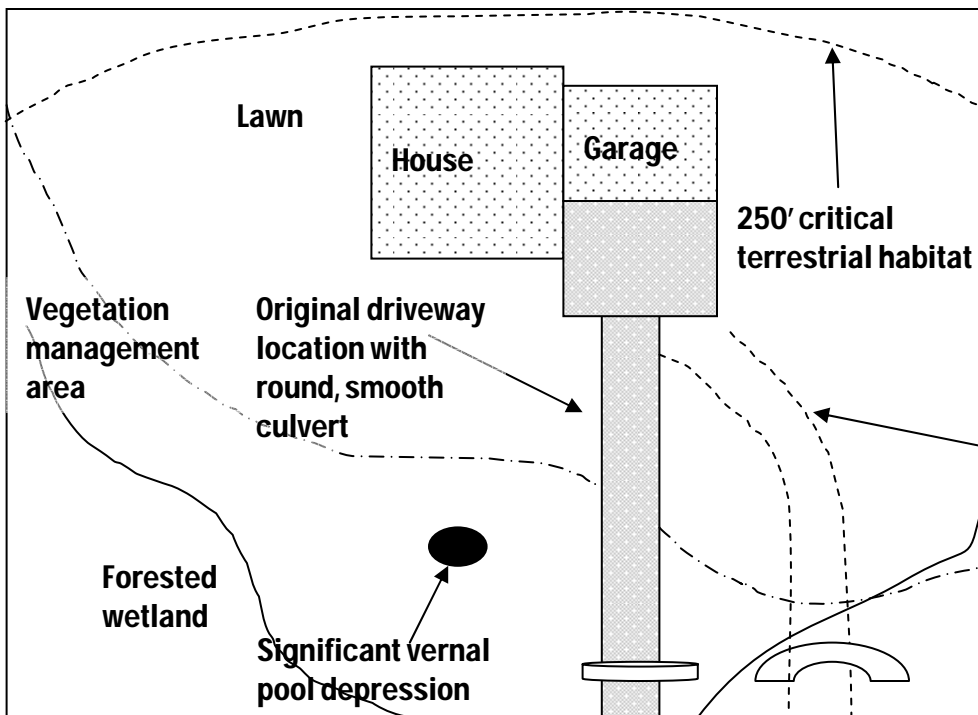 Lawn
House
Garage
250’ critical
terrestrial habitat
Vegetation
management
area
Original driveway
location with
round, smooth
culvert
Forested
wetland
Significant vernal
pool depression